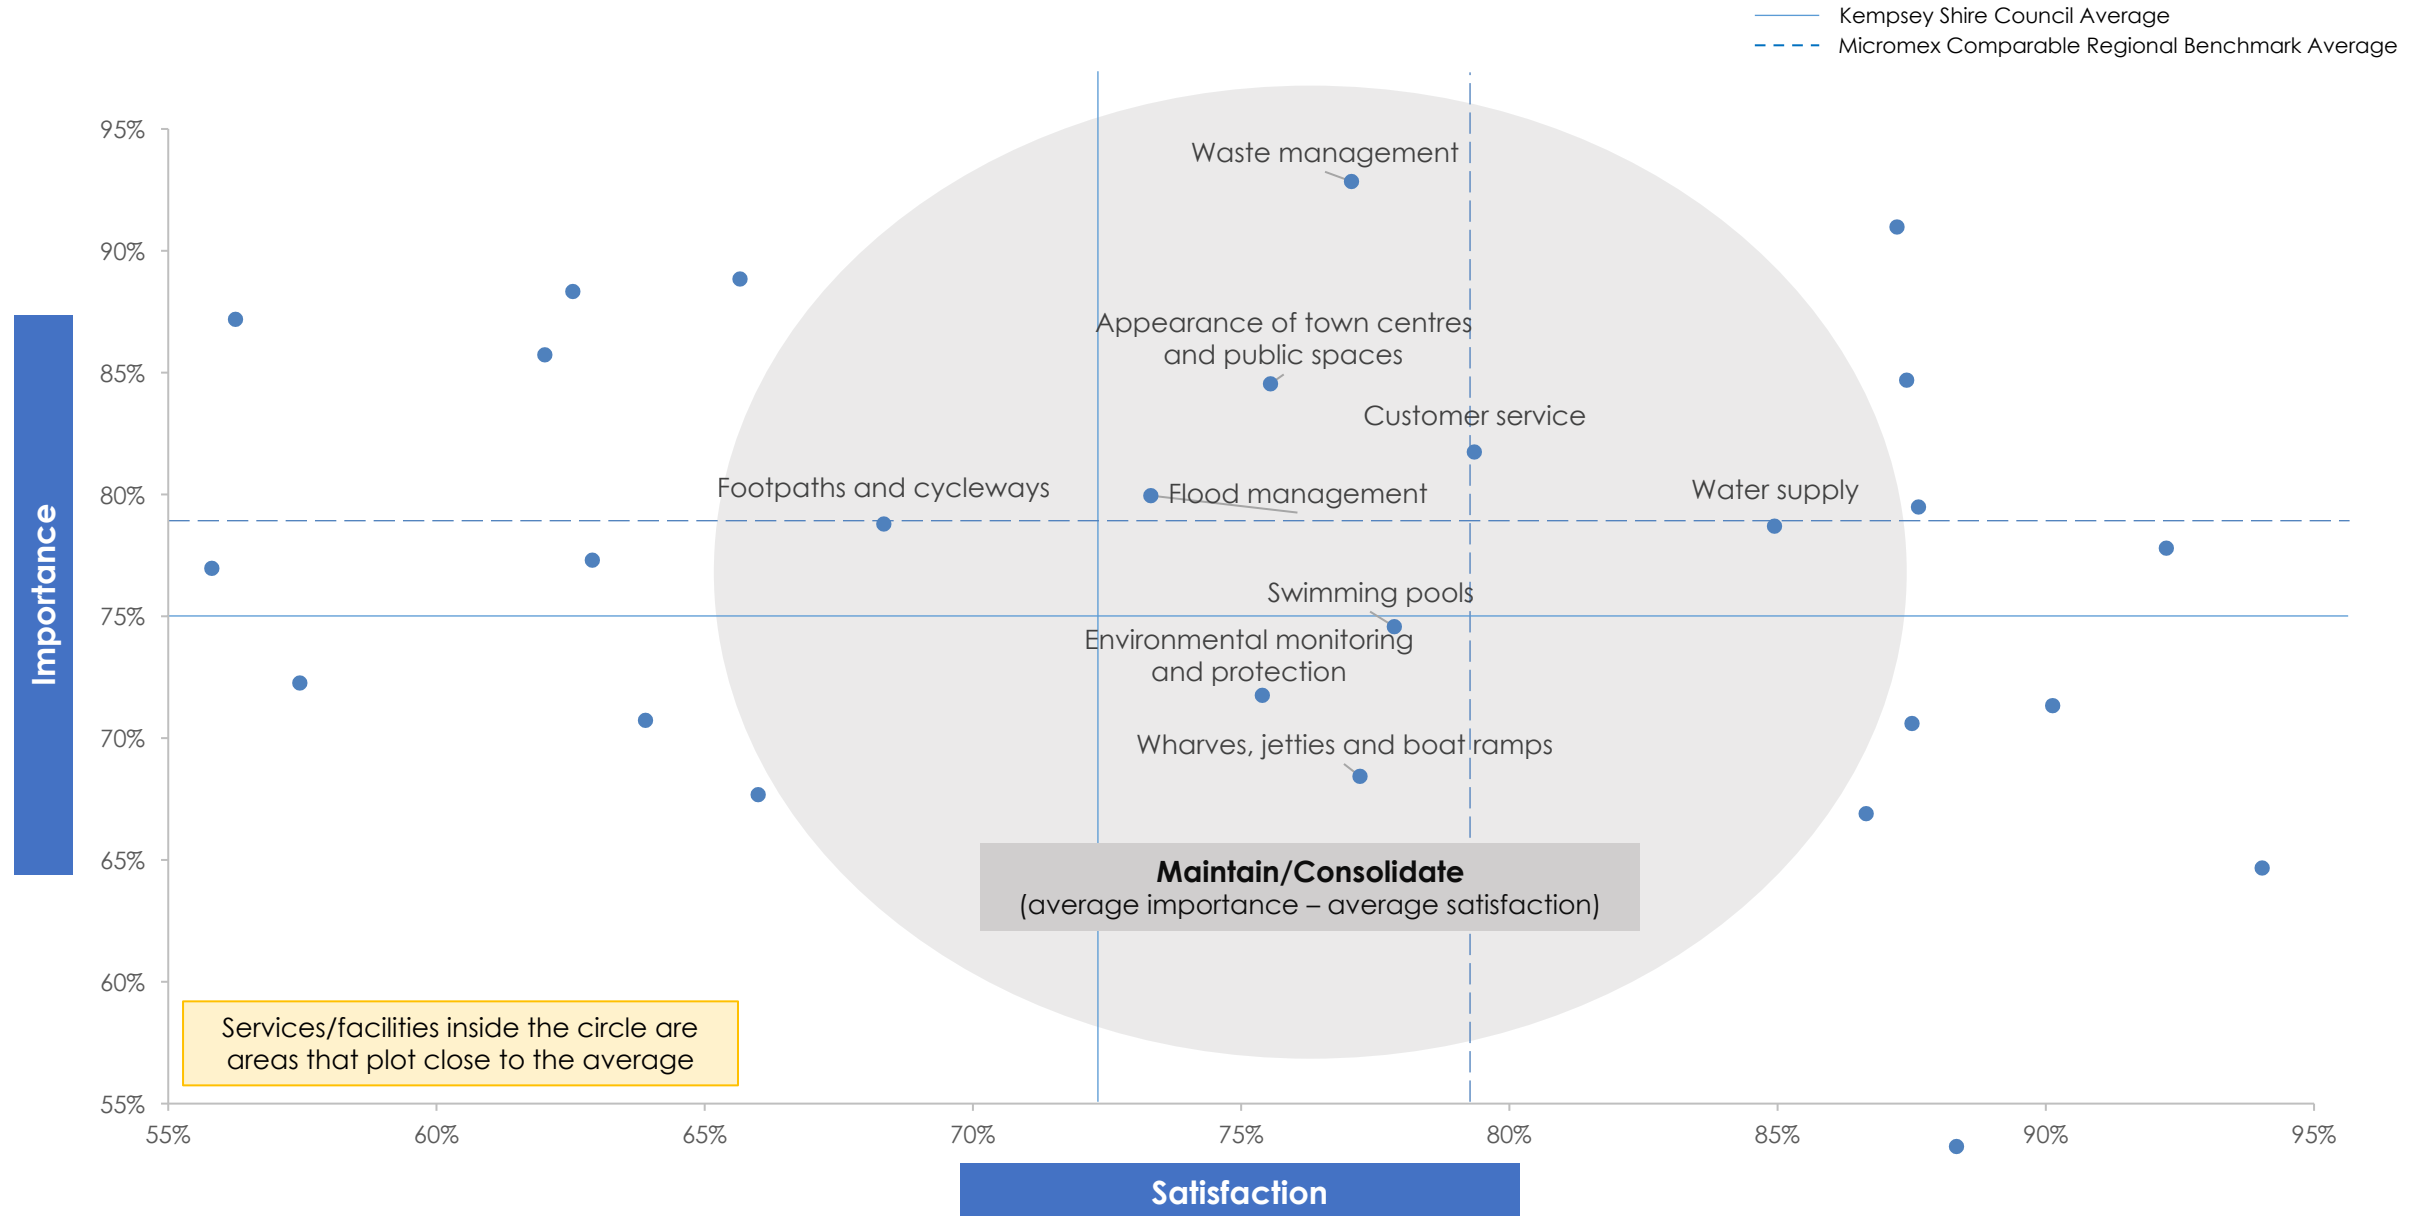 Kempsey Shire Council Average
Micromex Comparable Regional Benchmark Average
95%
90%
85%
80%
75%
70%
65%
60%
55%
Importance
Waste management
Appearance of town centres
and public spaces
Customer service
Footpaths and cycleways
Flood management
Water supply
Swimming pools
Environmental monitoring
and protection
Wharves, jetties and boat ramps
Maintain/Consolidate
(average importance – average satisfaction)
Services/facilities inside the circle are
areas that plot close to the average
55%
60%
65%
70%
75%
80%
85%
90%
95%
Satisfaction